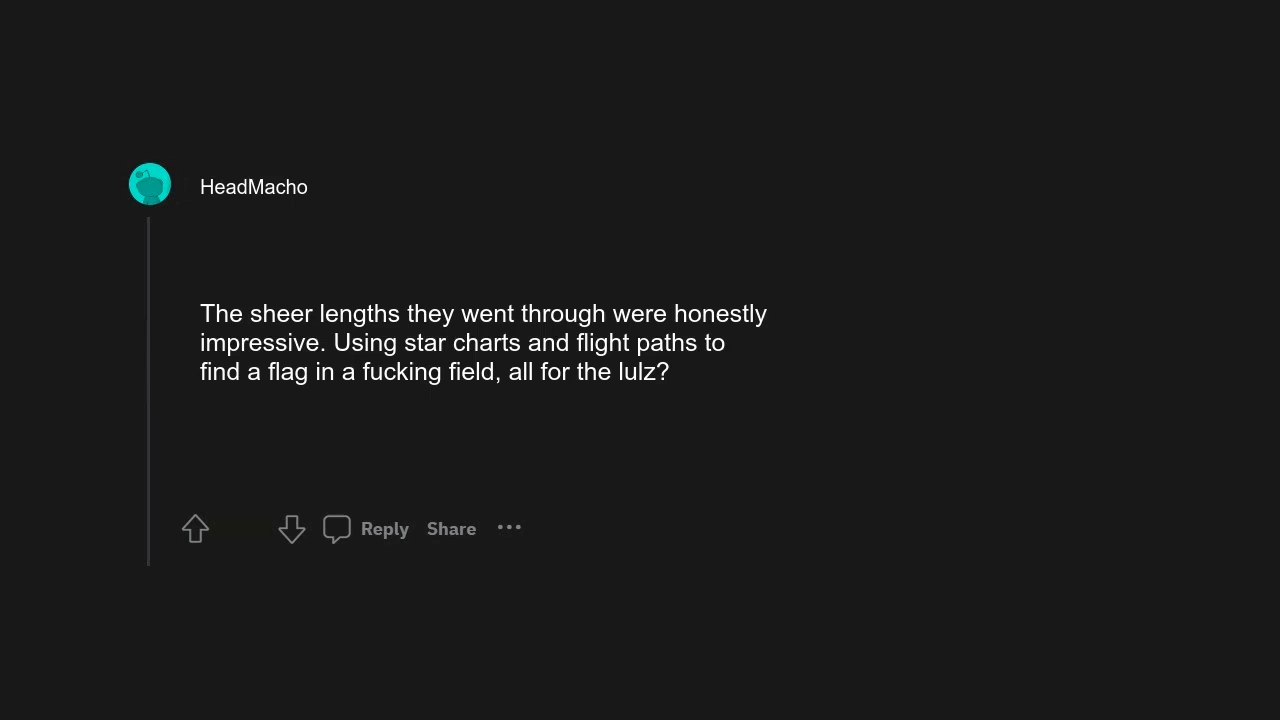 HeadMacho
The sheer lengths they went through were honestly
impressive. Using star charts and flight paths to
find a flag in a fucking field, all for the lulz?
Reply Share